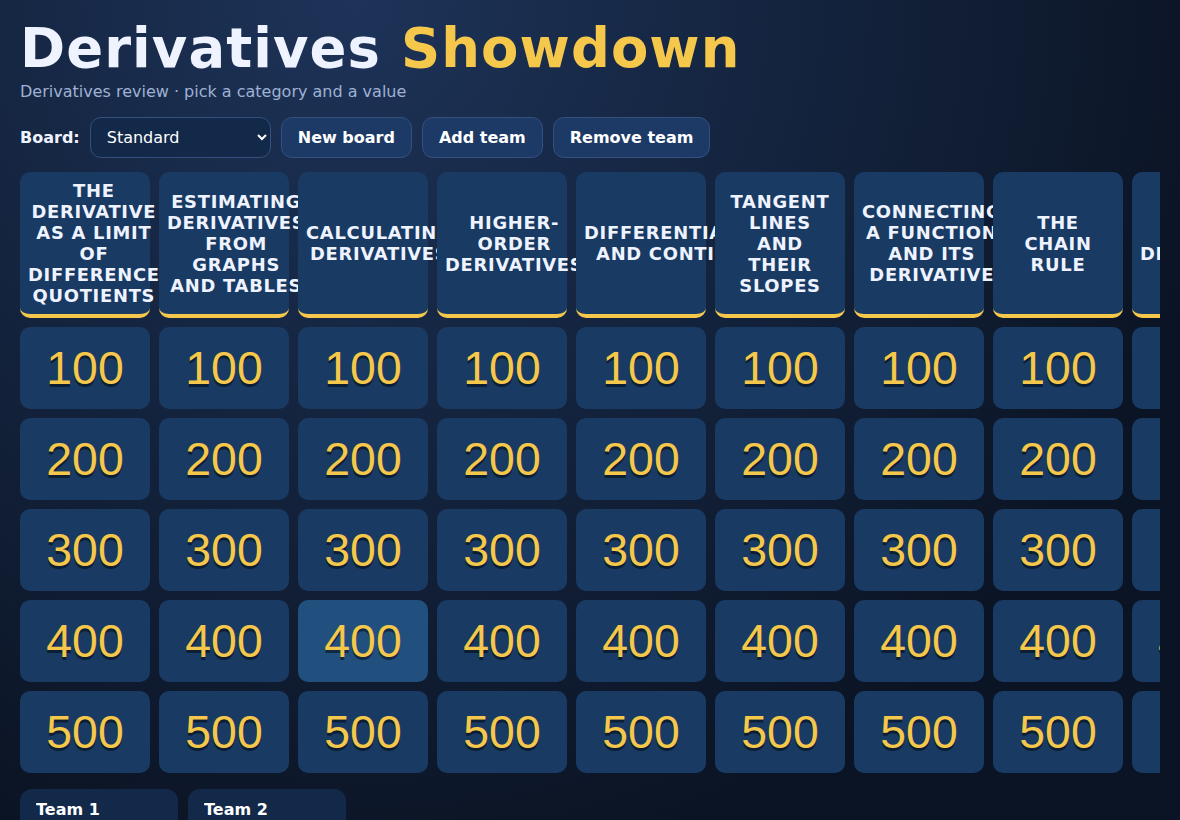 Derivatives Showdown
Derivatives review · pick a category and a value
Board: Standard New board Add team Remove team
THE
DERIVATIVE
AS A LIMIT
OF
DIFFERENCE
QUOTIENTS
ESTIMATING
DERIVATIVES
FROM
GRAPHS
AND TABLES
CALCULATIN
DERIVATIVES
HIGHER-
ORDER
DERIVATIVES
DIFFERENTIA
AND CONTI
TANGENT
LINES
AND
THEIR
SLOPES
CONNECTING
A FUNCTION
AND ITS
DERIVATIVE
THE
CHAIN
RULE
100 100 100 100 100 100 100 100
200 200 200 200 200 200 200 200
300 300 300 300 300 300 300 300
400 400 400 400 400 400 400 400
500 500 500 500 500 500 500 500
Team 1 Team 2